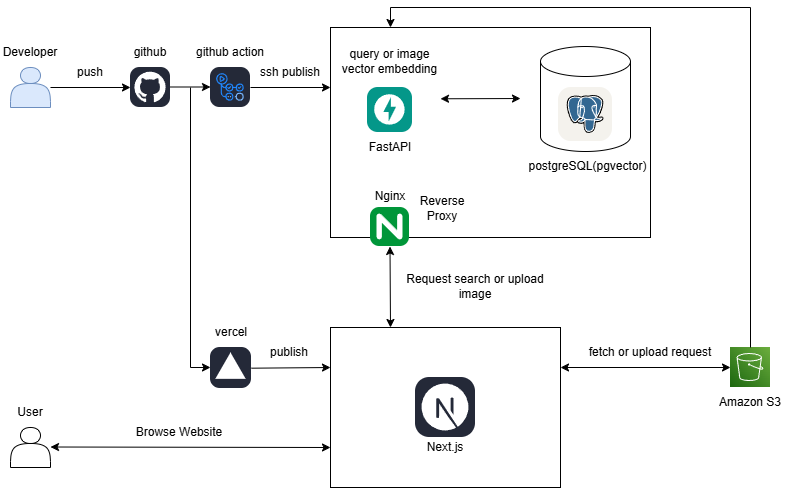 Developer
push
github
github action
ssh publish
query or image
vector embedding
FastAPI
postgreSQL(pgvector)
Nginx
Reverse
Proxy
Request search or upload
image
vercel
publish
fetch or upload request
Amazon S3
User
Browse Website
Next.js